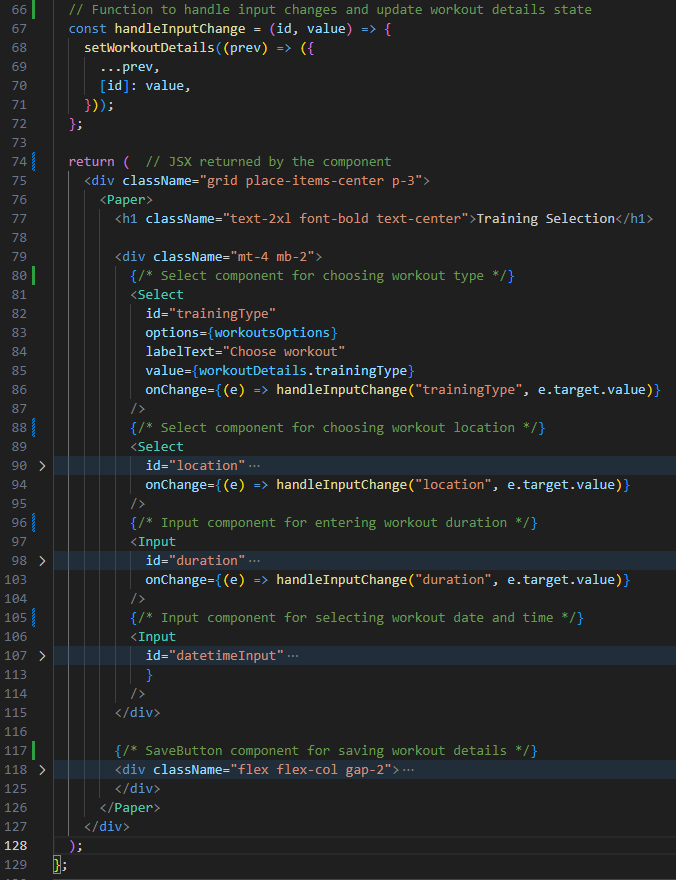 66 // Function to handle input changes and update workout details state
67 const handleInputChange = (id, value) => {
68 setWorkoutDetails((prev) => ({
69 ...prev,
70 [id]: value,
71 }));
72 };
73
74 return (  // JSX returned by the component
75 <div className="grid place-items-center p-3">
76 <Paper>
77 <h1 className="text-2xl font-bold text-center">Training Selection</h1>
78
79 <div className="mt-4 mb-2">
80 {/* Select component for choosing workout type */}
81 <Select
82 id="trainingType"
83 options={workoutsOptions}
84 labelText="Choose workout"
85 value={workoutDetails.trainingType}
86 onChange={(e) => handleInputChange("trainingType", e.target.value)}
87 />
88 {/* Select component for choosing workout location */}
89 <Select
90 > id="location" ⋯
94 onChange={(e) => handleInputChange("location", e.target.value)}
95 />
96 {/* Input component for entering workout duration */}
97 <Input
98 > id="duration" ⋯
103 onChange={(e) => handleInputChange("duration", e.target.value)}
104 />
105 {/* Input component for selecting workout date and time */}
106 <Input
107 > id="datetimeInput" ⋯
113 }
114 />
115 </div>
116
117 {/* SaveButton component for saving workout details */}
118 > <div className="flex flex-col gap-2"> ⋯
125 </div>
126 </Paper>
127 </div>
128 );
129 };